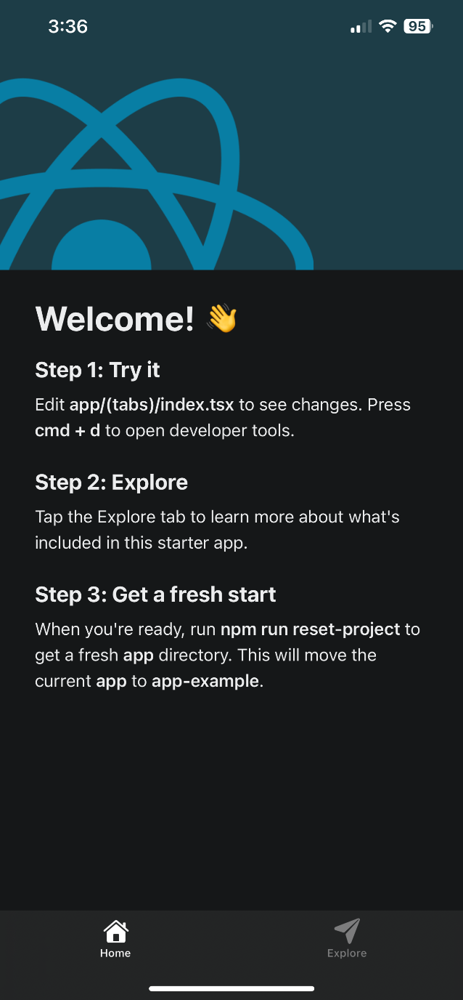 3:36
95
Welcome! 👋
Step 1: Try it
Edit app/(tabs)/index.tsx to see changes. Press
cmd + d to open developer tools.
Step 2: Explore
Tap the Explore tab to learn more about what's
included in this starter app.
Step 3: Get a fresh start
When you're ready, run npm run reset-project to
get a fresh app directory. This will move the
current app to app-example.
Home
Explore